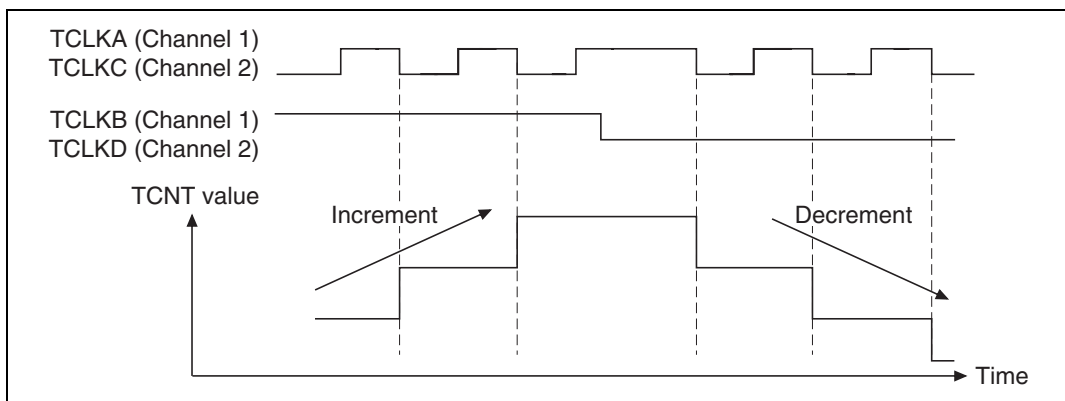 TCLKA (Channel 1)
TCLKC (Channel 2)
TCLKB (Channel 1)
TCLKD (Channel 2)
TCNT value
Increment
Decrement
Time